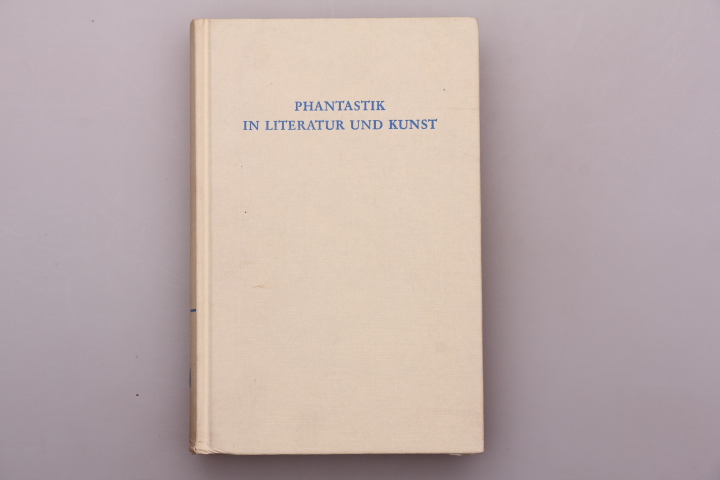 PHANTASTIK
IN LITERATUR UND KUNST